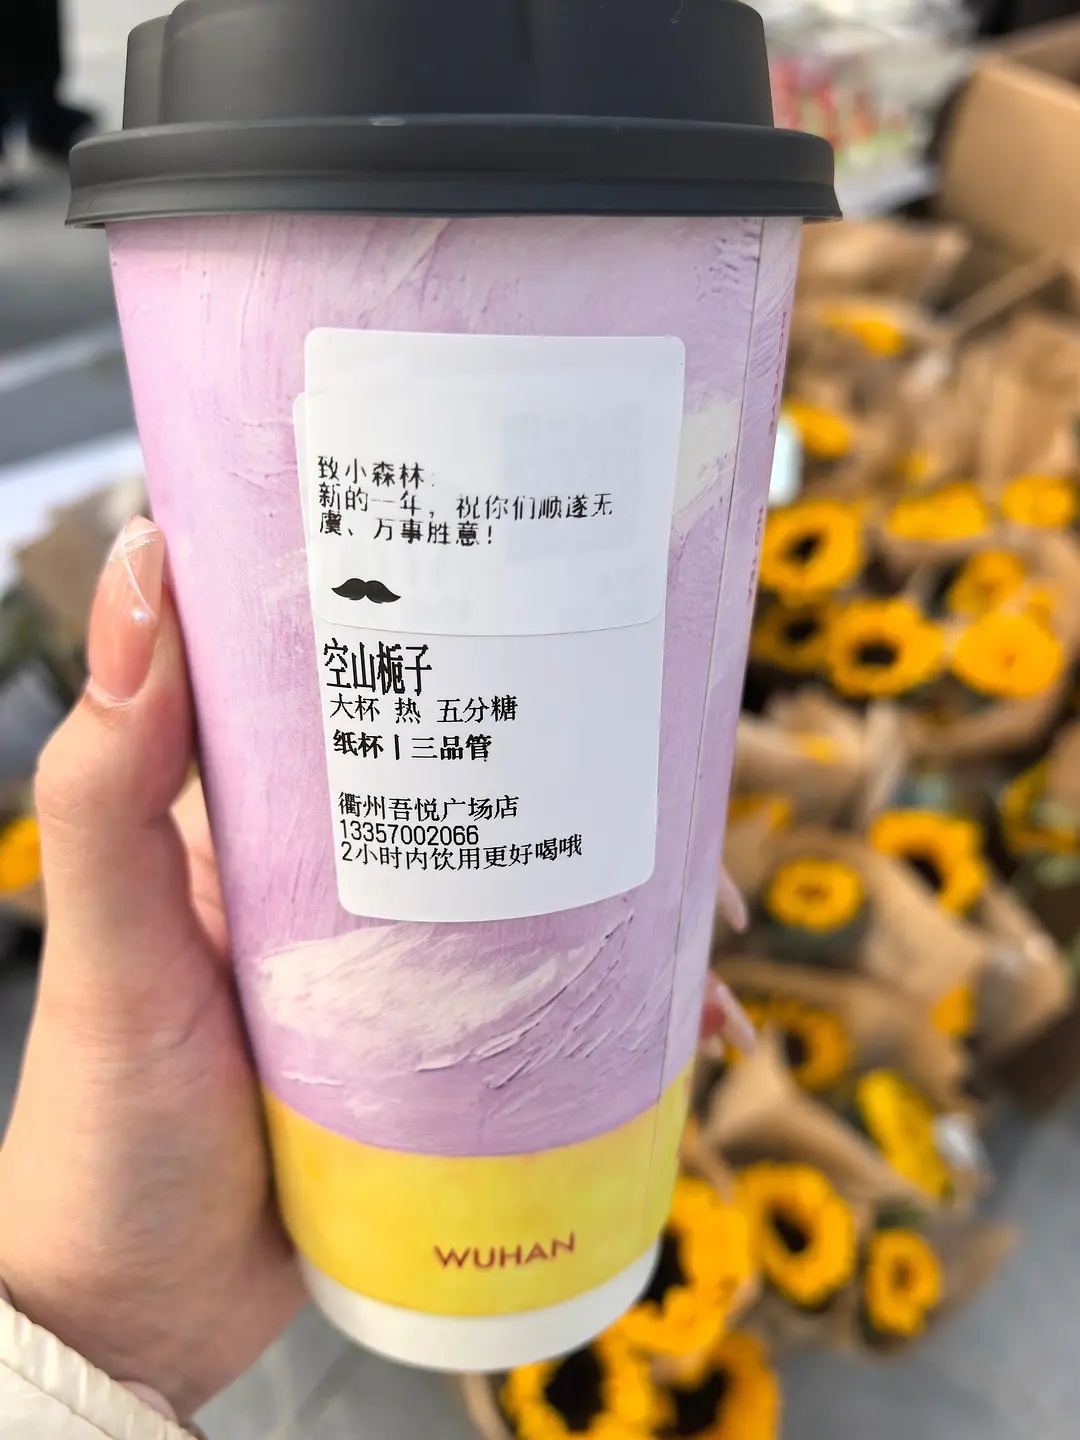 致小森林:
新的一年，祝你们顺遂无
虞、万事胜意！
空山栀子
大杯 热 五分糖
纸杯|三品管
衢州吾悦广场店
13357002066
2小时内饮用更好喝哦
WUHAN